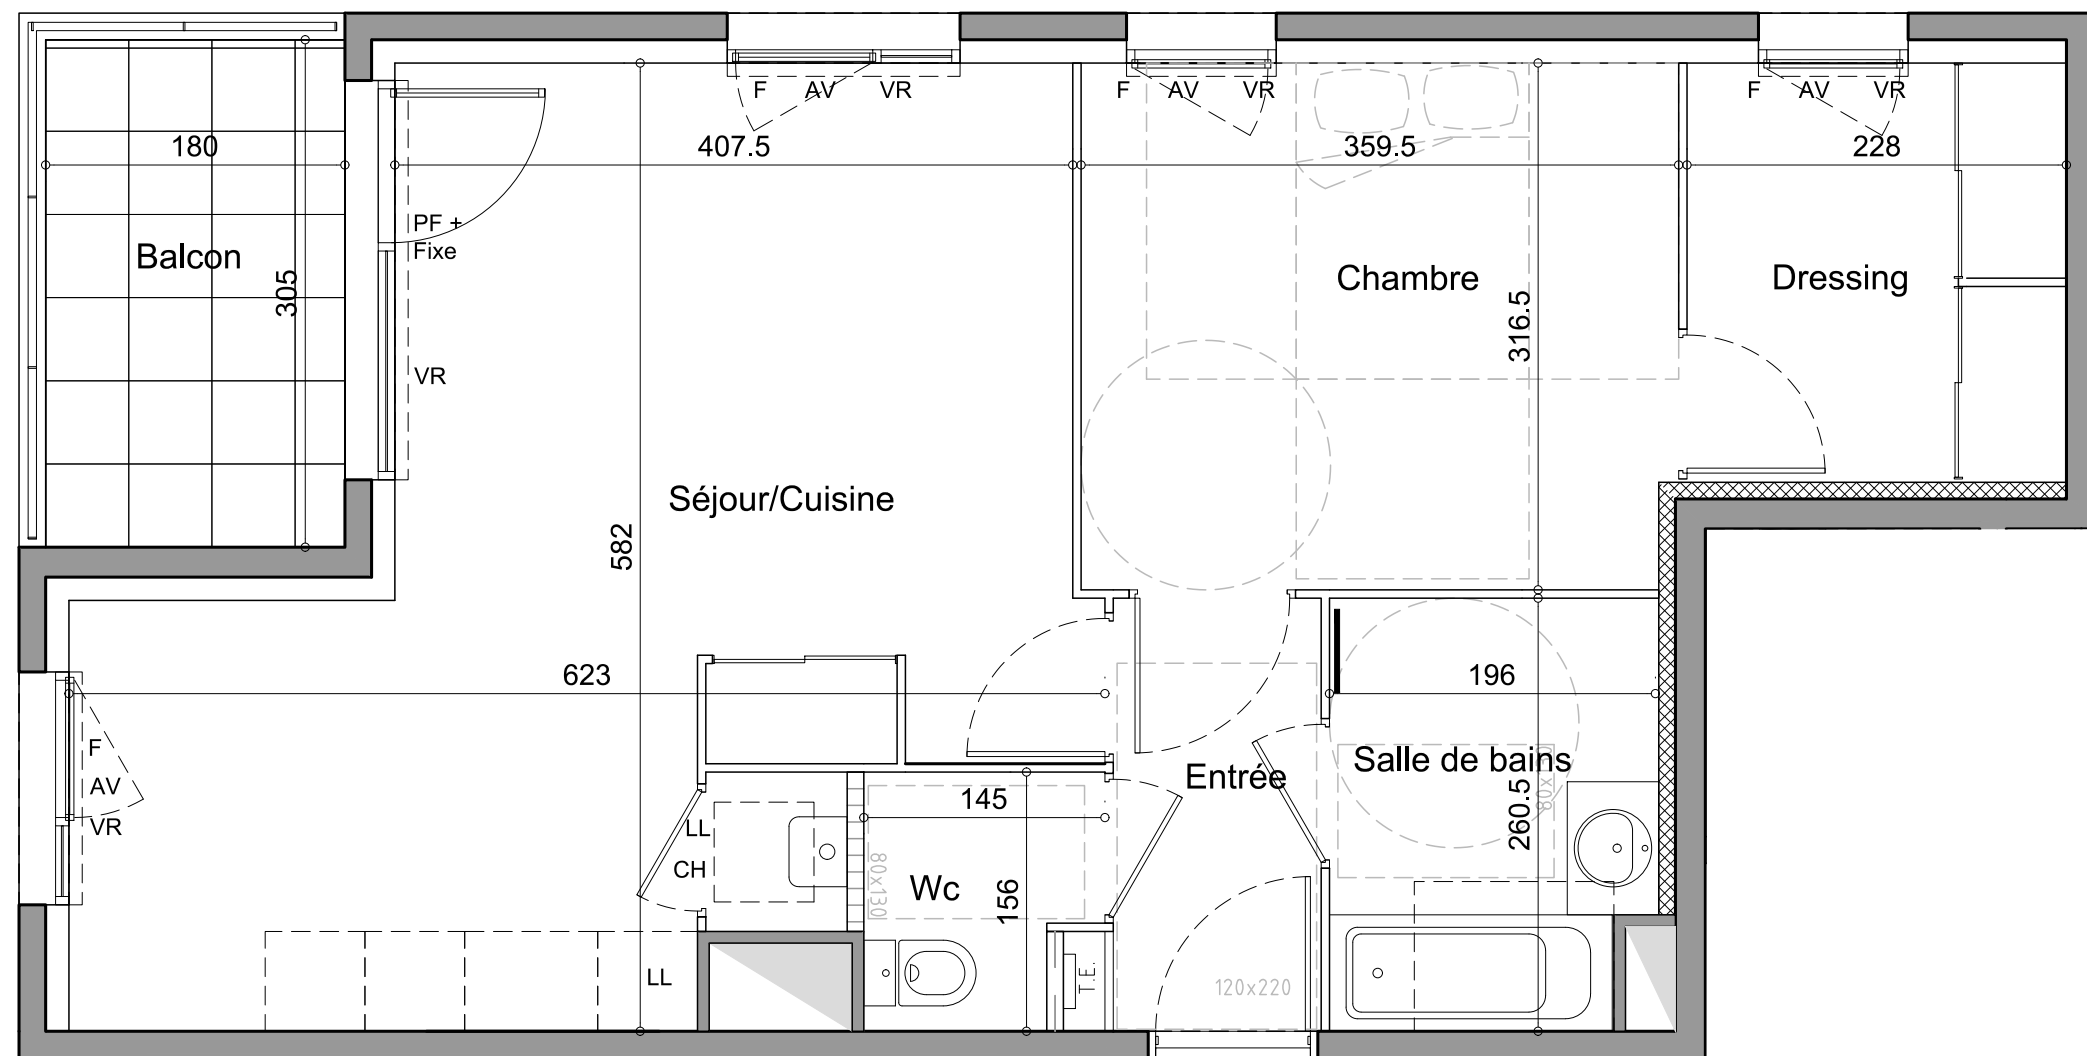 F AV VR
F AV VR
F AV VR
180
407.5
359.5
228
PF +
Fixe
Balcon
305
Chambre
Dressing
316.5
VR
Séjour/Cuisine
582
623
196
F
AV
VR
Entrée
Salle de bains
80x130
260.5
145
LL
CH
80x130
Wc
156
LL
T.E.
120x220